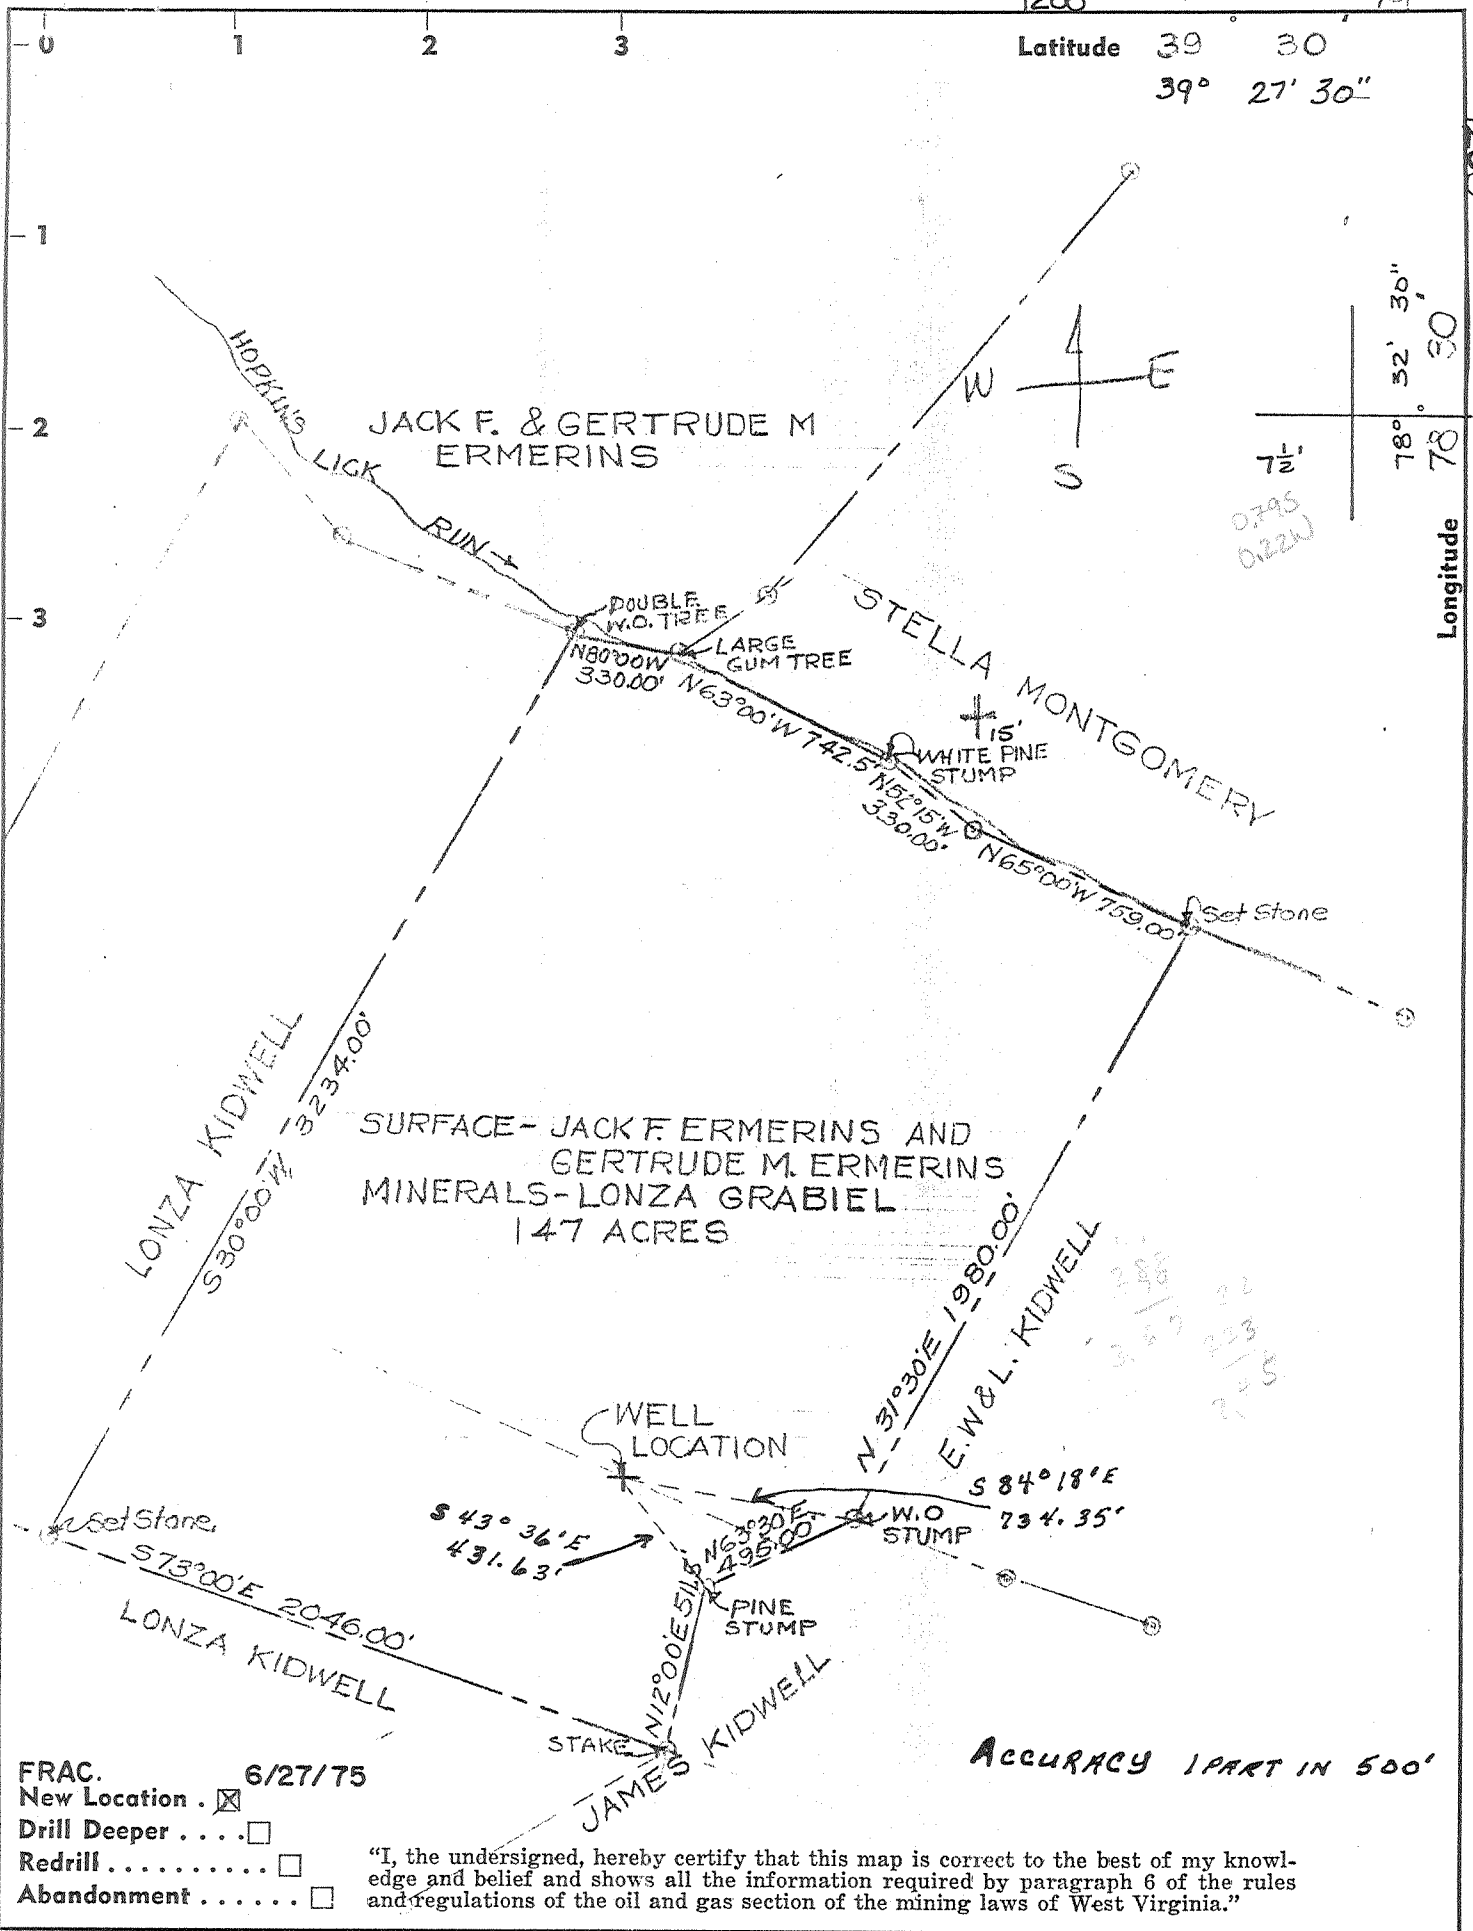 0
1
2
3
Latitude 39 30
39° 27' 30"
1
2
3
78° 32' 30"
78° 30'
Longitude
7½'
W E
S
0.79S
0.22W
HOPKINS LICK RUN
JACK F. & GERTRUDE M
ERMERINS
DOUBLE
W.O. TREE
LARGE
GUM TREE
N80°00W
330.00'
N63°00'W 742.5'
STELLA MONTGOMERY
15'
WHITE PINE
STUMP
330.00'
N65°00'W 759.00'
Set Stone
LONZA KIDWELL
S30°00'W 3234.00'
SURFACE- JACK F. ERMERINS AND
GERTRUDE M. ERMERINS
MINERALS- LONZA GRABIEL
147 ACRES
N 31°30'E 1980.00'
E.W & L. KIDWELL
WELL
LOCATION
S 84° 18' E
734.35'
W.O
STUMP
S 43° 36' E
431.63'
N63°30'E
495.00'
Set Stone
S73°00'E 2046.00'
LONZA KIDWELL
PINE
STUMP
N12°00'E 511.5
STAKE
JAMES KIDWELL
ACCURACY 1 PART IN 500'
FRAC. 6/27/75
New Location . ☒
Drill Deeper . . . . ☐
Redrill . . . . . . . . . . ☐
Abandonment . . . . . . ☐
"I, the undersigned, hereby certify that this map is correct to the best of my knowl-
edge and belief and shows all the information required by paragraph 6 of the rules
and regulations of the oil and gas section of the mining laws of West Virginia."